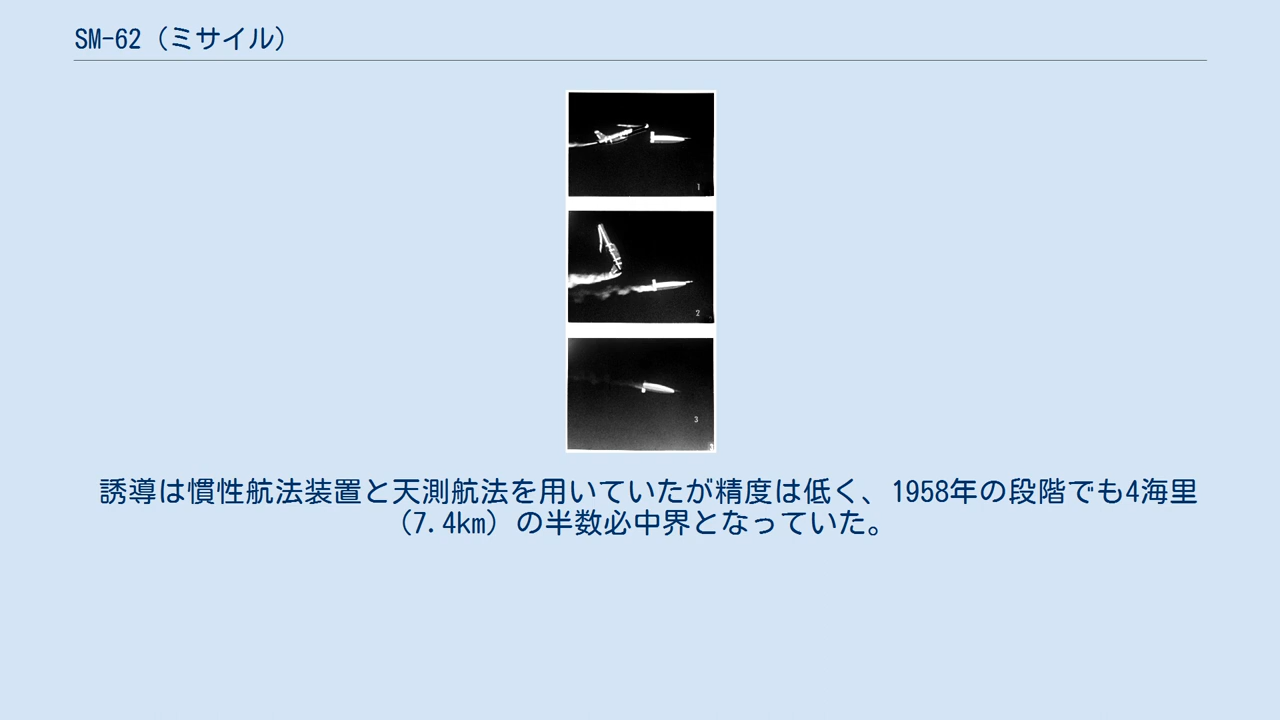 SM-62（ミサイル）
1
2
3
誘導は慣性航法装置と天測航法を用いていたが精度は低く、1958年の段階でも4海里
（7.4km）の半数必中界となっていた。